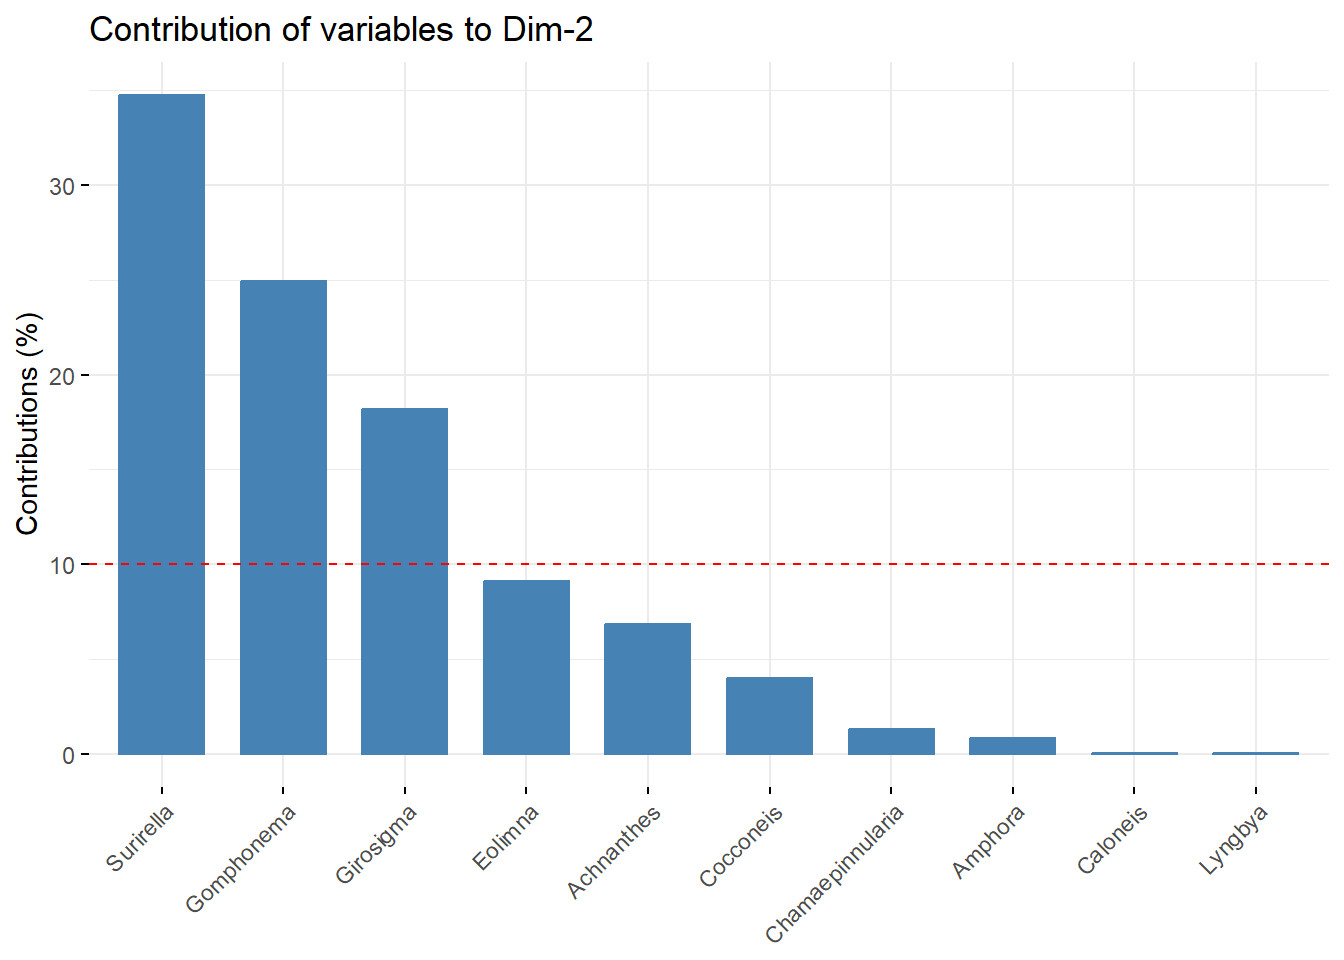 Contribution of variables to Dim-2
Contributions (%)
30
20
10
0
Surirella
Gomphonema
Girosigma
Eolimna
Achnanthes
Cocconeis
Chamaepinnularia
Amphora
Caloneis
Lyngbya